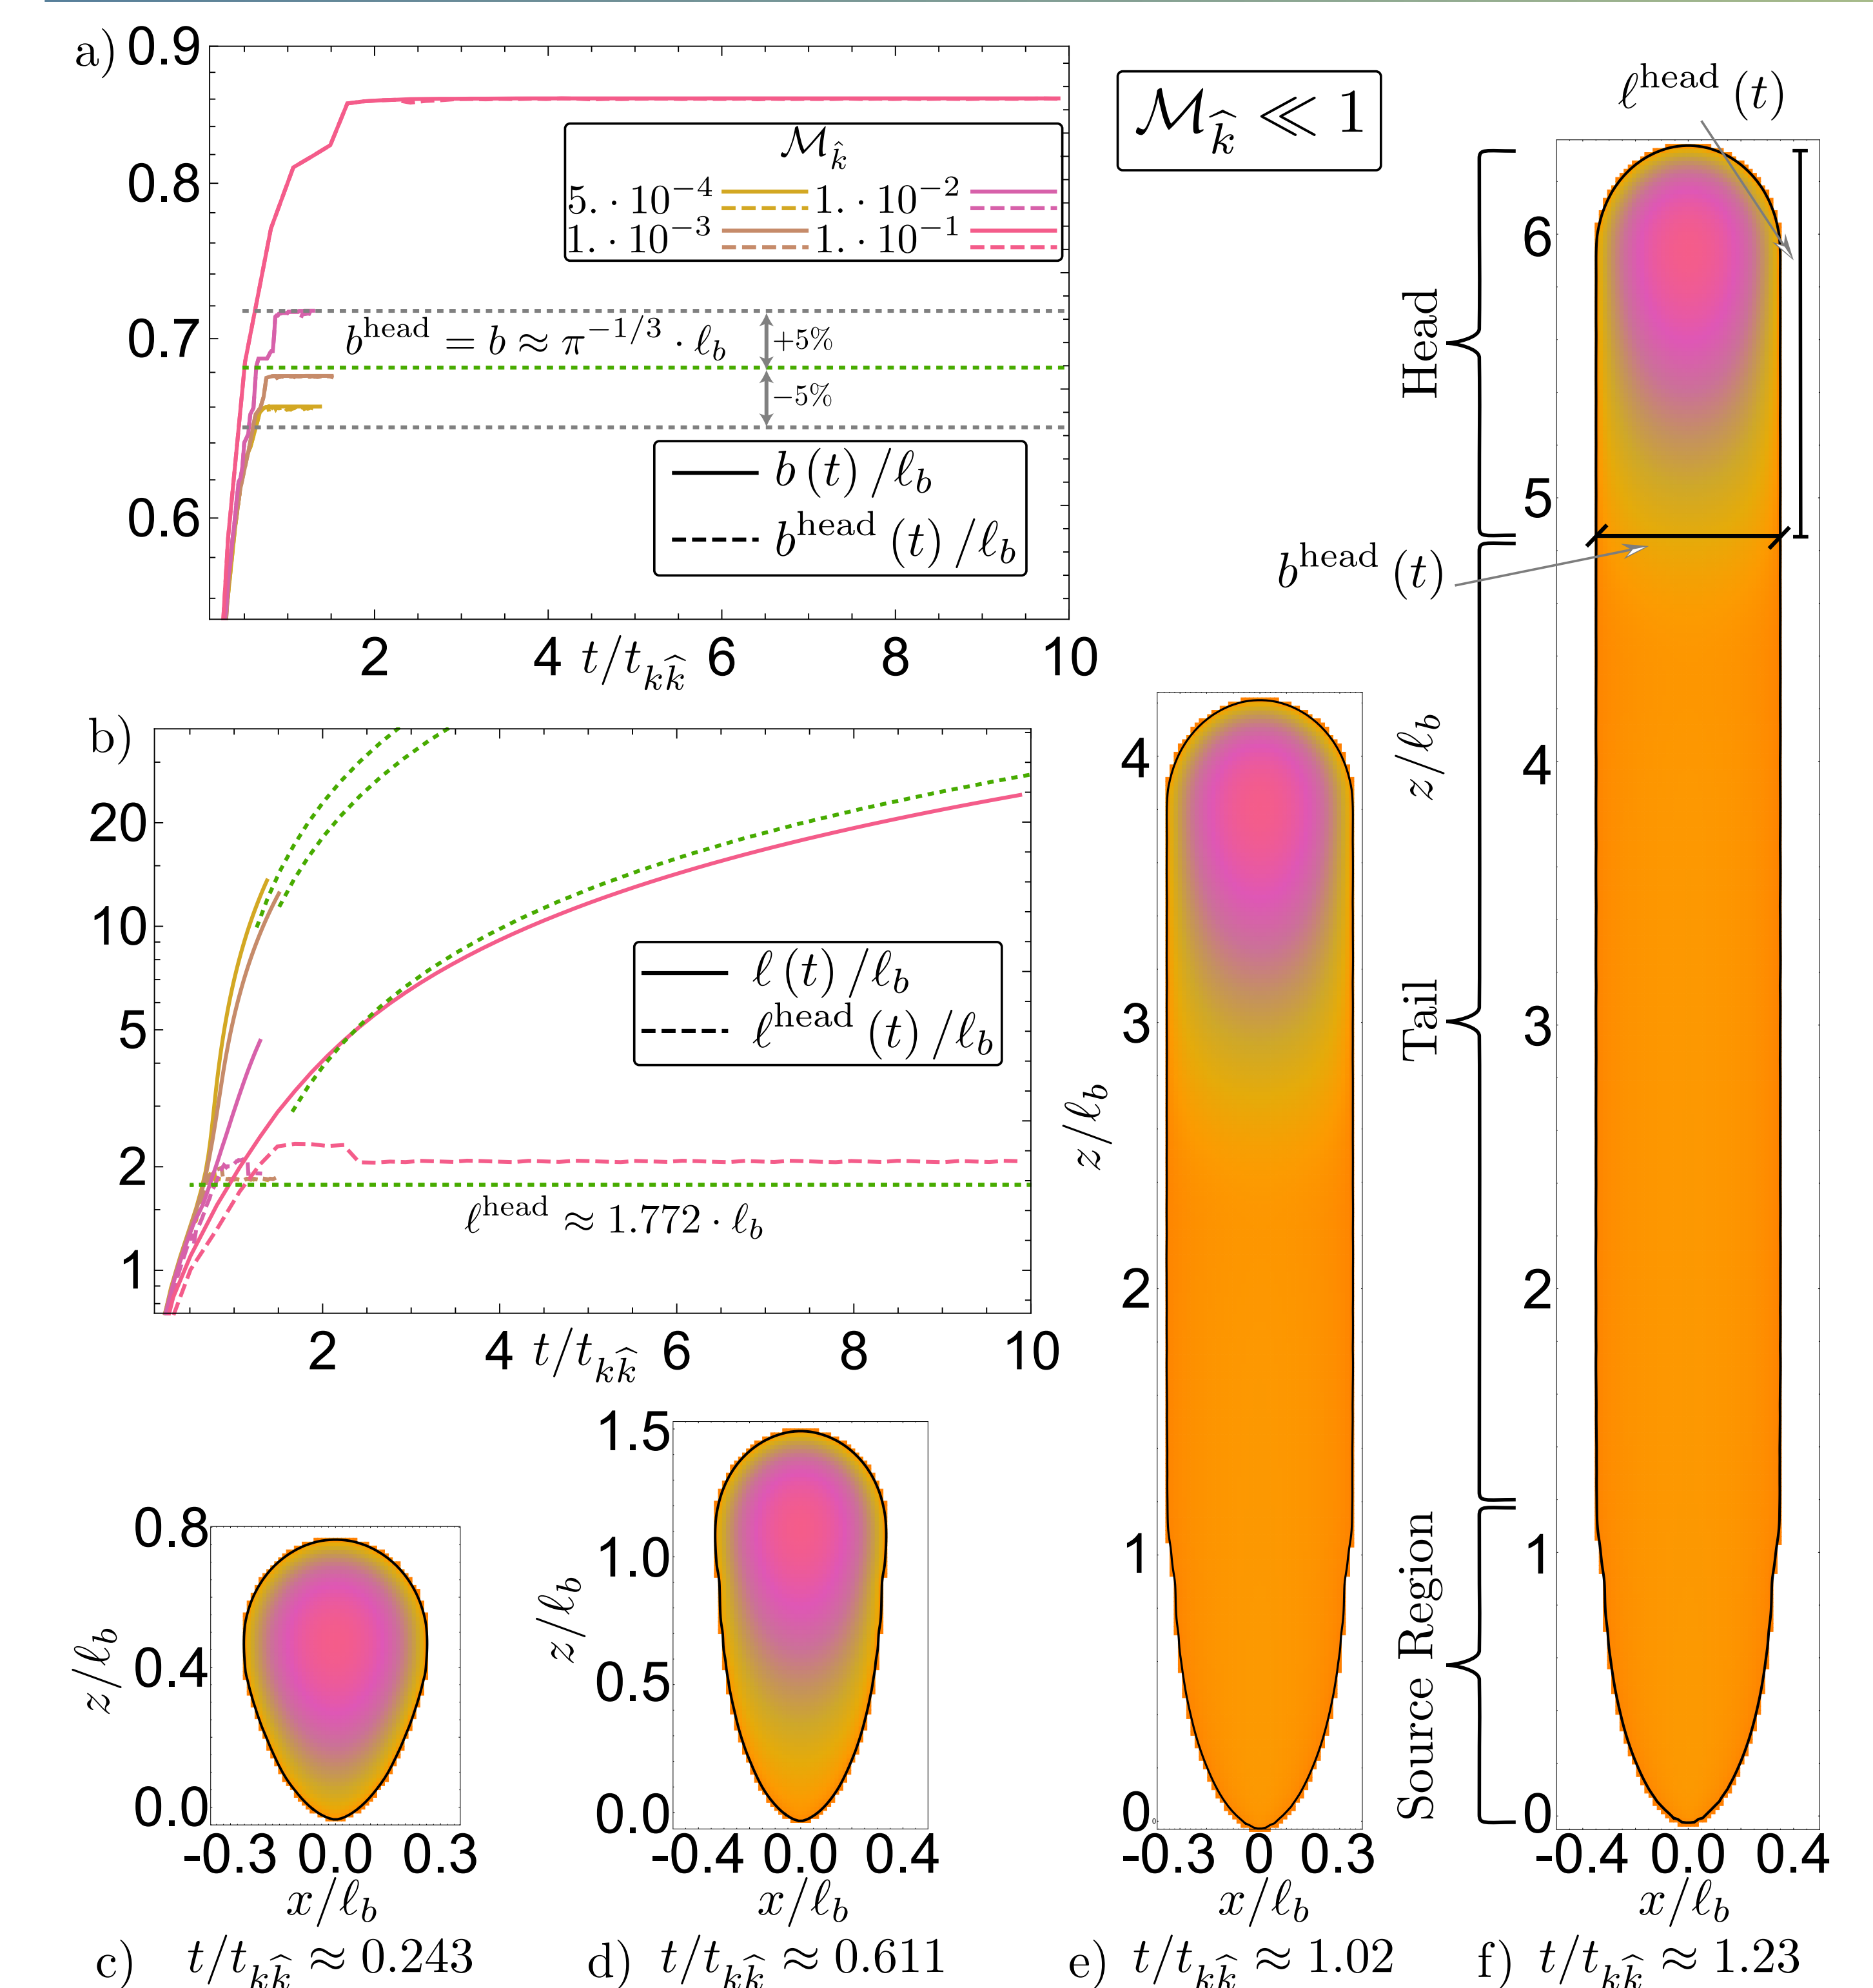 a)
0.9
0.8
0.7
0.6
𝓜_k̂
5. · 10⁻⁴
1. · 10⁻²
1. · 10⁻³
1. · 10⁻¹
b^head = b ≈ π^(−1/3) · ℓ_b
+5%
−5%
b (t) /ℓ_b
b^head (t) /ℓ_b
2 4 6 8 10
t/t_kk̂
𝓜_k̂ ≪ 1
b)
20
10
5
2
1
ℓ (t) /ℓ_b
ℓ^head (t) /ℓ_b
ℓ^head ≈ 1.772 · ℓ_b
2 4 6 8 10
t/t_kk̂
0.8
0.4
0.0
z/ℓ_b
-0.3 0.0 0.3
x/ℓ_b
c) t/t_kk̂ ≈ 0.243
1.5
1.0
0.5
0.0
z/ℓ_b
-0.4 0.0 0.4
x/ℓ_b
d) t/t_kk̂ ≈ 0.611
4
3
2
1
0
z/ℓ_b
-0.3 0 0.3
x/ℓ_b
e) t/t_kk̂ ≈ 1.02
ℓ^head (t)
Head
b^head (t)
Tail
Source Region
z/ℓ_b
6
5
4
3
2
1
0
-0.4 0.0 0.4
x/ℓ_b
f) t/t_kk̂ ≈ 1.23